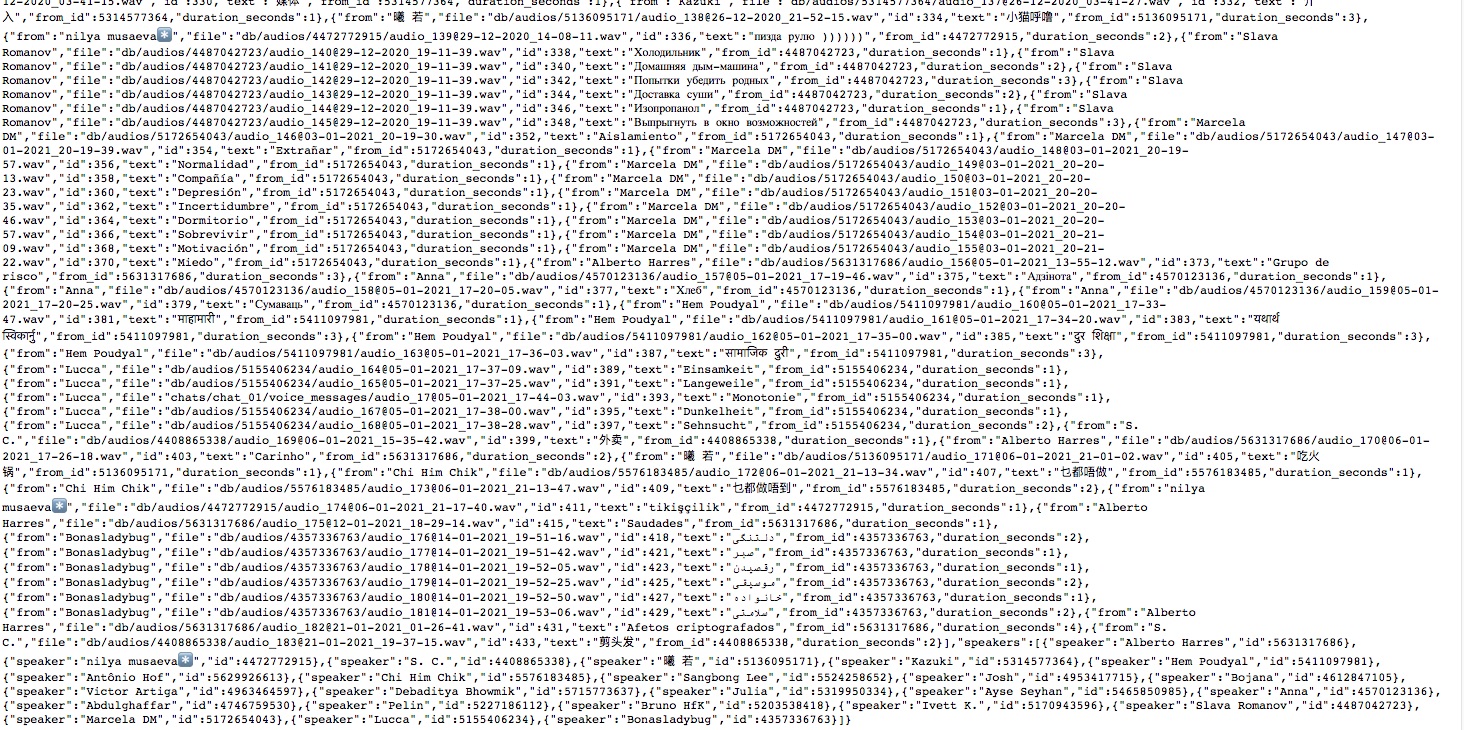 12-2020_03-41-15.wav","id":330,"text":"媒体","from_id":5314577364,"duration_seconds":1},{"from":"Kazuki","file":"db/audios/5314577364/audio_137@26-12-2020_03-41-27.wav","id":332,"text":"介
入","from_id":5314577364,"duration_seconds":1},{"from":"曦 若","file":"db/audios/5136095171/audio_138@26-12-2020_21-52-15.wav","id":334,"text":"小猫呼噜","from_id":5136095171,"duration_seconds":3},
{"from":"nilya musaeva*️⃣","file":"db/audios/4472772915/audio_139@29-12-2020_14-08-11.wav","id":336,"text":"пизда рулю ))))))","from_id":4472772915,"duration_seconds":2},{"from":"Slava
Romanov","file":"db/audios/4487042723/audio_140@29-12-2020_19-11-39.wav","id":338,"text":"Холодильник","from_id":4487042723,"duration_seconds":1},{"from":"Slava
Romanov","file":"db/audios/4487042723/audio_141@29-12-2020_19-11-39.wav","id":340,"text":"Домашняя дым-машина","from_id":4487042723,"duration_seconds":2},{"from":"Slava
Romanov","file":"db/audios/4487042723/audio_142@29-12-2020_19-11-39.wav","id":342,"text":"Попытки убедить родных","from_id":4487042723,"duration_seconds":3},{"from":"Slava
Romanov","file":"db/audios/4487042723/audio_143@29-12-2020_19-11-39.wav","id":344,"text":"Доставка суши","from_id":4487042723,"duration_seconds":2},{"from":"Slava
Romanov","file":"db/audios/4487042723/audio_144@29-12-2020_19-11-39.wav","id":346,"text":"Изопропанол","from_id":4487042723,"duration_seconds":1},{"from":"Slava
Romanov","file":"db/audios/4487042723/audio_145@29-12-2020_19-11-39.wav","id":348,"text":"Выпрыгнуть в окно возможностей","from_id":4487042723,"duration_seconds":3},{"from":"Marcela
DM","file":"db/audios/5172654043/audio_146@03-01-2021_20-19-30.wav","id":352,"text":"Aislamiento","from_id":5172654043,"duration_seconds":1},{"from":"Marcela DM","file":"db/audios/5172654043/audio_147@03-
01-2021_20-19-39.wav","id":354,"text":"Extrañar","from_id":5172654043,"duration_seconds":1},{"from":"Marcela DM","file":"db/audios/5172654043/audio_148@03-01-2021_20-19-
57.wav","id":356,"text":"Normalidad","from_id":5172654043,"duration_seconds":1},{"from":"Marcela DM","file":"db/audios/5172654043/audio_149@03-01-2021_20-20-
13.wav","id":358,"text":"Compañía","from_id":5172654043,"duration_seconds":1},{"from":"Marcela DM","file":"db/audios/5172654043/audio_150@03-01-2021_20-20-
23.wav","id":360,"text":"Depresión","from_id":5172654043,"duration_seconds":1},{"from":"Marcela DM","file":"db/audios/5172654043/audio_151@03-01-2021_20-20-
35.wav","id":362,"text":"Incertidumbre","from_id":5172654043,"duration_seconds":1},{"from":"Marcela DM","file":"db/audios/5172654043/audio_152@03-01-2021_20-20-
46.wav","id":364,"text":"Dormitorio","from_id":5172654043,"duration_seconds":1},{"from":"Marcela DM","file":"db/audios/5172654043/audio_153@03-01-2021_20-20-
57.wav","id":366,"text":"Sobrevivir","from_id":5172654043,"duration_seconds":1},{"from":"Marcela DM","file":"db/audios/5172654043/audio_154@03-01-2021_20-21-
09.wav","id":368,"text":"Motivación","from_id":5172654043,"duration_seconds":1},{"from":"Marcela DM","file":"db/audios/5172654043/audio_155@03-01-2021_20-21-
22.wav","id":370,"text":"Miedo","from_id":5172654043,"duration_seconds":1},{"from":"Alberto Harres","file":"db/audios/5631317686/audio_156@05-01-2021_13-55-12.wav","id":373,"text":"Grupo de
risco","from_id":5631317686,"duration_seconds":3},{"from":"Anna","file":"db/audios/4570123136/audio_157@05-01-2021_17-19-46.wav","id":375,"text":"Адзінота","from_id":4570123136,"duration_seconds":1},
{"from":"Anna","file":"db/audios/4570123136/audio_158@05-01-2021_17-20-05.wav","id":377,"text":"Хлеб","from_id":4570123136,"duration_seconds":1},{"from":"Anna","file":"db/audios/4570123136/audio_159@05-01-
2021_17-20-25.wav","id":379,"text":"Сумаваць","from_id":4570123136,"duration_seconds":1},{"from":"Hem Poudyal","file":"db/audios/5411097981/audio_160@05-01-2021_17-33-
47.wav","id":381,"text":"माहामारी","from_id":5411097981,"duration_seconds":1},{"from":"Hem Poudyal","file":"db/audios/5411097981/audio_161@05-01-2021_17-34-20.wav","id":383,"text":"यथार्थ
स्विकार्नु","from_id":5411097981,"duration_seconds":3},{"from":"Hem Poudyal","file":"db/audios/5411097981/audio_162@05-01-2021_17-35-00.wav","id":385,"text":"दुर शिक्षा","from_id":5411097981,"duration_seconds":3},
{"from":"Hem Poudyal","file":"db/audios/5411097981/audio_163@05-01-2021_17-36-03.wav","id":387,"text":"सामाजिक दुरी","from_id":5411097981,"duration_seconds":3},
{"from":"Lucca","file":"db/audios/5155406234/audio_164@05-01-2021_17-37-09.wav","id":389,"text":"Einsamkeit","from_id":5155406234,"duration_seconds":1},
{"from":"Lucca","file":"db/audios/5155406234/audio_165@05-01-2021_17-37-25.wav","id":391,"text":"Langeweile","from_id":5155406234,"duration_seconds":1},
{"from":"Lucca","file":"chats/chat_01/voice_messages/audio_17@05-01-2021_17-44-03.wav","id":393,"text":"Monotonie","from_id":5155406234,"duration_seconds":1},
{"from":"Lucca","file":"db/audios/5155406234/audio_167@05-01-2021_17-38-00.wav","id":395,"text":"Dunkelheit","from_id":5155406234,"duration_seconds":1},
{"from":"Lucca","file":"db/audios/5155406234/audio_168@05-01-2021_17-38-28.wav","id":397,"text":"Sehnsucht","from_id":5155406234,"duration_seconds":2},{"from":"S.
C.","file":"db/audios/4408865338/audio_169@06-01-2021_15-35-42.wav","id":399,"text":"外卖","from_id":4408865338,"duration_seconds":1},{"from":"Alberto Harres","file":"db/audios/5631317686/audio_170@06-01-
2021_17-26-18.wav","id":403,"text":"Carinho","from_id":5631317686,"duration_seconds":2},{"from":"曦 若","file":"db/audios/5136095171/audio_171@06-01-2021_21-01-02.wav","id":405,"text":"吃火
锅","from_id":5136095171,"duration_seconds":1},{"from":"Chi Him Chik","file":"db/audios/5576183485/audio_172@06-01-2021_21-13-34.wav","id":407,"text":"乜都唔做","from_id":5576183485,"duration_seconds":1},
{"from":"Chi Him Chik","file":"db/audios/5576183485/audio_173@06-01-2021_21-13-47.wav","id":409,"text":"乜都做唔到","from_id":5576183485,"duration_seconds":2},{"from":"nilya
musaeva*️⃣","file":"db/audios/4472772915/audio_174@06-01-2021_21-17-40.wav","id":411,"text":"tikişçilik","from_id":4472772915,"duration_seconds":1},{"from":"Alberto
Harres","file":"db/audios/5631317686/audio_175@12-01-2021_18-29-14.wav","id":415,"text":"Saudades","from_id":5631317686,"duration_seconds":1},
{"from":"Bonasladybug","file":"db/audios/4357336763/audio_176@14-01-2021_19-51-16.wav","id":418,"text":"دلتنگی","from_id":4357336763,"duration_seconds":2},
{"from":"Bonasladybug","file":"db/audios/4357336763/audio_177@14-01-2021_19-51-42.wav","id":421,"text":"صبر","from_id":4357336763,"duration_seconds":1},
{"from":"Bonasladybug","file":"db/audios/4357336763/audio_178@14-01-2021_19-52-05.wav","id":423,"text":"رقصیدن","from_id":4357336763,"duration_seconds":1},
{"from":"Bonasladybug","file":"db/audios/4357336763/audio_179@14-01-2021_19-52-25.wav","id":425,"text":"موسیقی","from_id":4357336763,"duration_seconds":2},
{"from":"Bonasladybug","file":"db/audios/4357336763/audio_180@14-01-2021_19-52-50.wav","id":427,"text":"خانواده","from_id":4357336763,"duration_seconds":1},
{"from":"Bonasladybug","file":"db/audios/4357336763/audio_181@14-01-2021_19-53-06.wav","id":429,"text":"سلامتی","from_id":4357336763,"duration_seconds":2},{"from":"Alberto
Harres","file":"db/audios/5631317686/audio_182@21-01-2021_01-26-41.wav","id":431,"text":"Afetos criptografados","from_id":5631317686,"duration_seconds":4},{"from":"S.
C.","file":"db/audios/4408865338/audio_183@21-01-2021_19-37-15.wav","id":433,"text":"剪头发","from_id":4408865338,"duration_seconds":2}],"speakers":[{"speaker":"Alberto Harres","id":5631317686},
{"speaker":"nilya musaeva*️⃣","id":4472772915},{"speaker":"S. C.","id":4408865338},{"speaker":"曦 若","id":5136095171},{"speaker":"Kazuki","id":5314577364},{"speaker":"Hem Poudyal","id":5411097981},
{"speaker":"Antônio Hof","id":5629926613},{"speaker":"Chi Him Chik","id":5576183485},{"speaker":"Sangbong Lee","id":5524258652},{"speaker":"Josh","id":4953417715},{"speaker":"Bojana","id":4612847105},
{"speaker":"Victor Artiga","id":4963464597},{"speaker":"Debaditya Bhowmik","id":5715773637},{"speaker":"Julia","id":5319950334},{"speaker":"Ayse Seyhan","id":5465850985},{"speaker":"Anna","id":4570123136},
{"speaker":"Abdulghaffar","id":4746759530},{"speaker":"Pelin","id":5227186112},{"speaker":"Bruno HfK","id":5203538418},{"speaker":"Ivett K.","id":5170943596},{"speaker":"Slava Romanov","id":4487042723},
{"speaker":"Marcela DM","id":5172654043},{"speaker":"Lucca","id":5155406234},{"speaker":"Bonasladybug","id":4357336763}]}